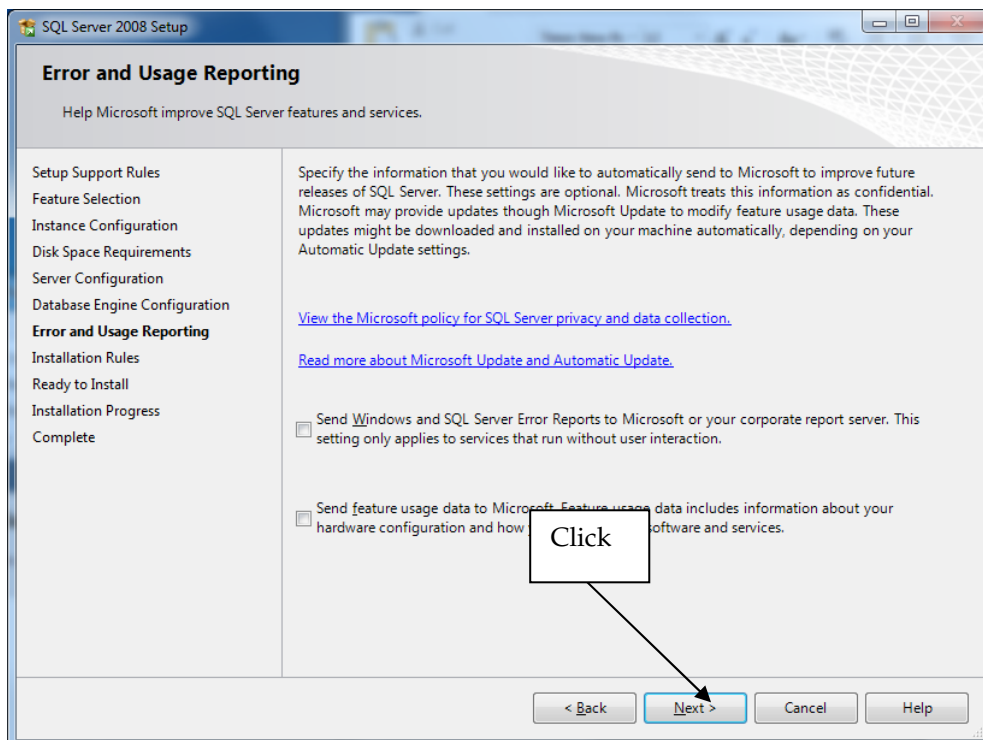 SQL Server 2008 Setup
Error and Usage Reporting
Help Microsoft improve SQL Server features and services.
Setup Support Rules
Feature Selection
Instance Configuration
Disk Space Requirements
Server Configuration
Database Engine Configuration
Error and Usage Reporting
Installation Rules
Ready to Install
Installation Progress
Complete
Specify the information that you would like to automatically send to Microsoft to improve future
releases of SQL Server. These settings are optional. Microsoft treats this information as confidential.
Microsoft may provide updates though Microsoft Update to modify feature usage data. These
updates might be downloaded and installed on your machine automatically, depending on your
Automatic Update settings.
View the Microsoft policy for SQL Server privacy and data collection.
Read more about Microsoft Update and Automatic Update.
Send Windows and SQL Server Error Reports to Microsoft or your corporate report server. This
setting only applies to services that run without user interaction.
Send feature usage data to Microsoft. Feature usage data includes information about your
hardware configuration and how software and services.
Click
< Back
Next >
Cancel
Help